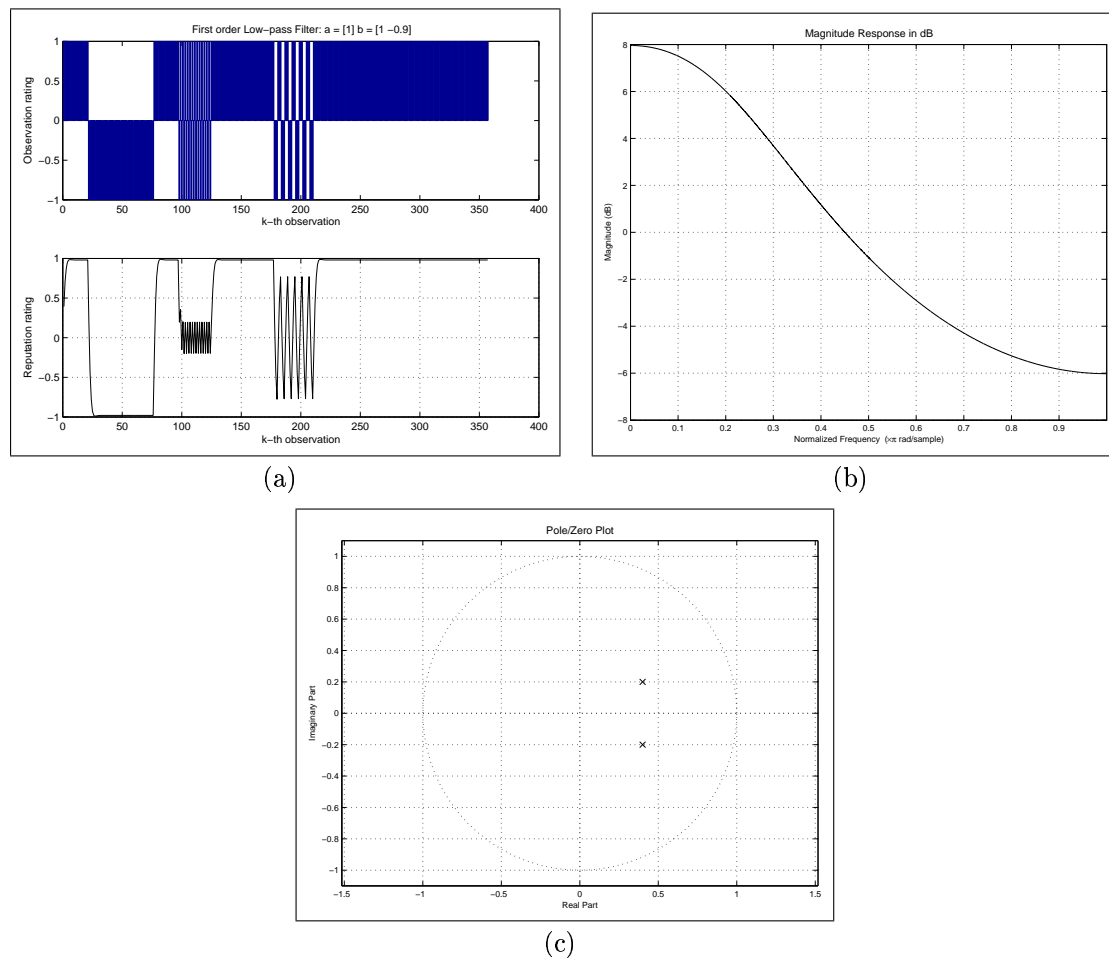 First order Low−pass Filter: a = [1] b = [1 −0.9]
1
0.5
0
−0.5
−1
Observation rating
0 50 100 150 200 250 300 350 400
k−th observation
1
0.5
0
−0.5
−1
Reputation rating
0 50 100 150 200 250 300 350 400
k−th observation
(a)
Magnitude Response in dB
8
6
4
2
0
−2
−4
−6
−8
Magnitude (dB)
0 0.1 0.2 0.3 0.4 0.5 0.6 0.7 0.8 0.9
Normalized Frequency (×π rad/sample)
(b)
Pole/Zero Plot
1
0.8
0.6
0.4
0.2
0
−0.2
−0.4
−0.6
−0.8
−1
Imaginary Part
−1.5 −1 −0.5 0 0.5 1 1.5
Real Part
(c)